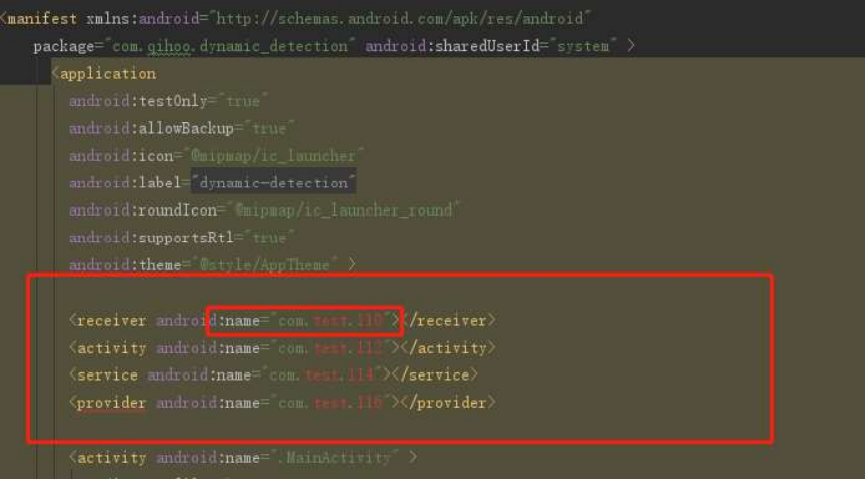 <manifest xmlns:android="http://schemas.android.com/apk/res/android"
package="com.qihoo.dynamic_detection" android:sharedUserId="system" >
<application
android:testOnly="true"
android:allowBackup="true"
android:icon="@mipmap/ic_launcher"
android:label="dynamic-detection"
android:roundIcon="@mipmap/ic_launcher_round"
android:supportsRtl="true"
android:theme="@style/AppTheme" >
<receiver android:name="com.test.110"></receiver>
<activity android:name="com.test.112"></activity>
<service android:name="com.test.114"></service>
<provider android:name="com.test.116"></provider>
<activity android:name=".MainActivity" >